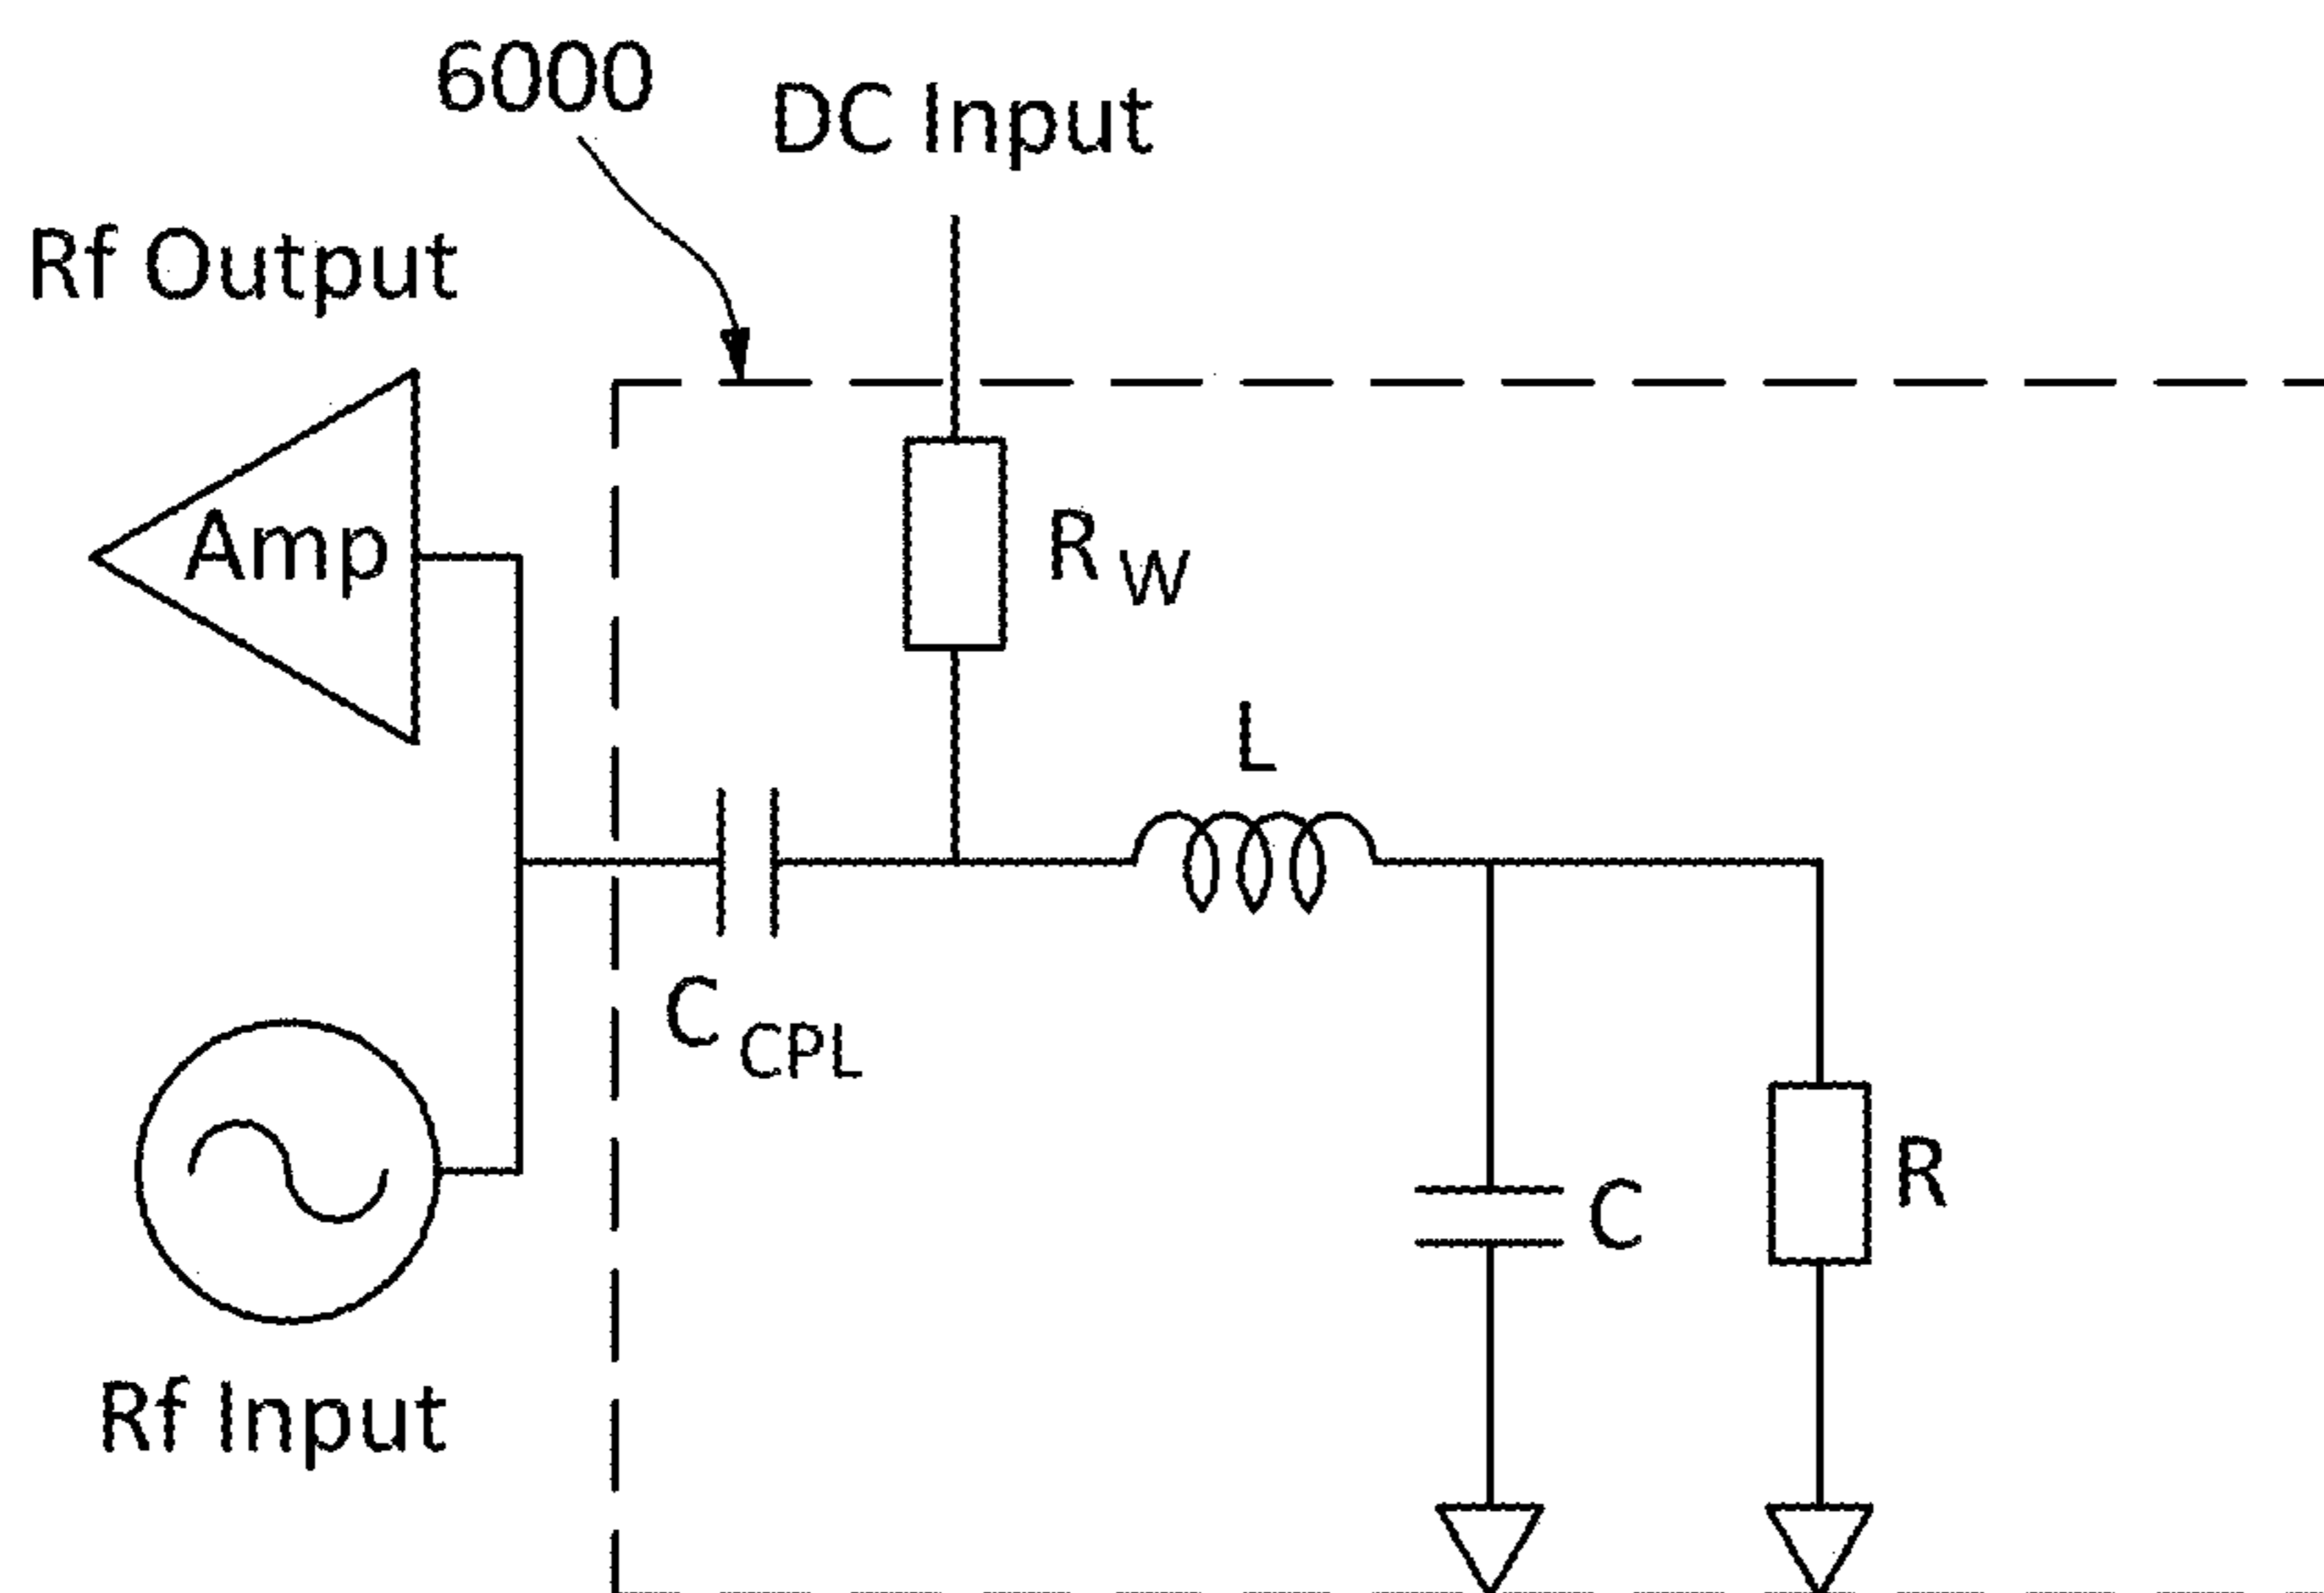 6000
DC Input
Rf Output
Amp
R W
L
C CPL
C
R
Rf Input